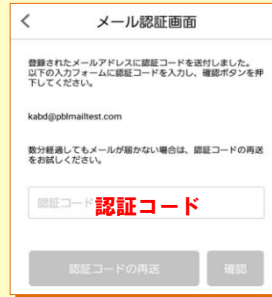 メール認証画面
登録されたメールアドレスに認証コードを送付しました。
以下の入力フォームに認証コードを入力し、確認ボタンを押
下してください。
kabd@pblmailtest.com
数分経過してもメールが届かない場合は、認証コードの再送
をお試しください。
認証コード
認証コード
認証コードの再送
確認